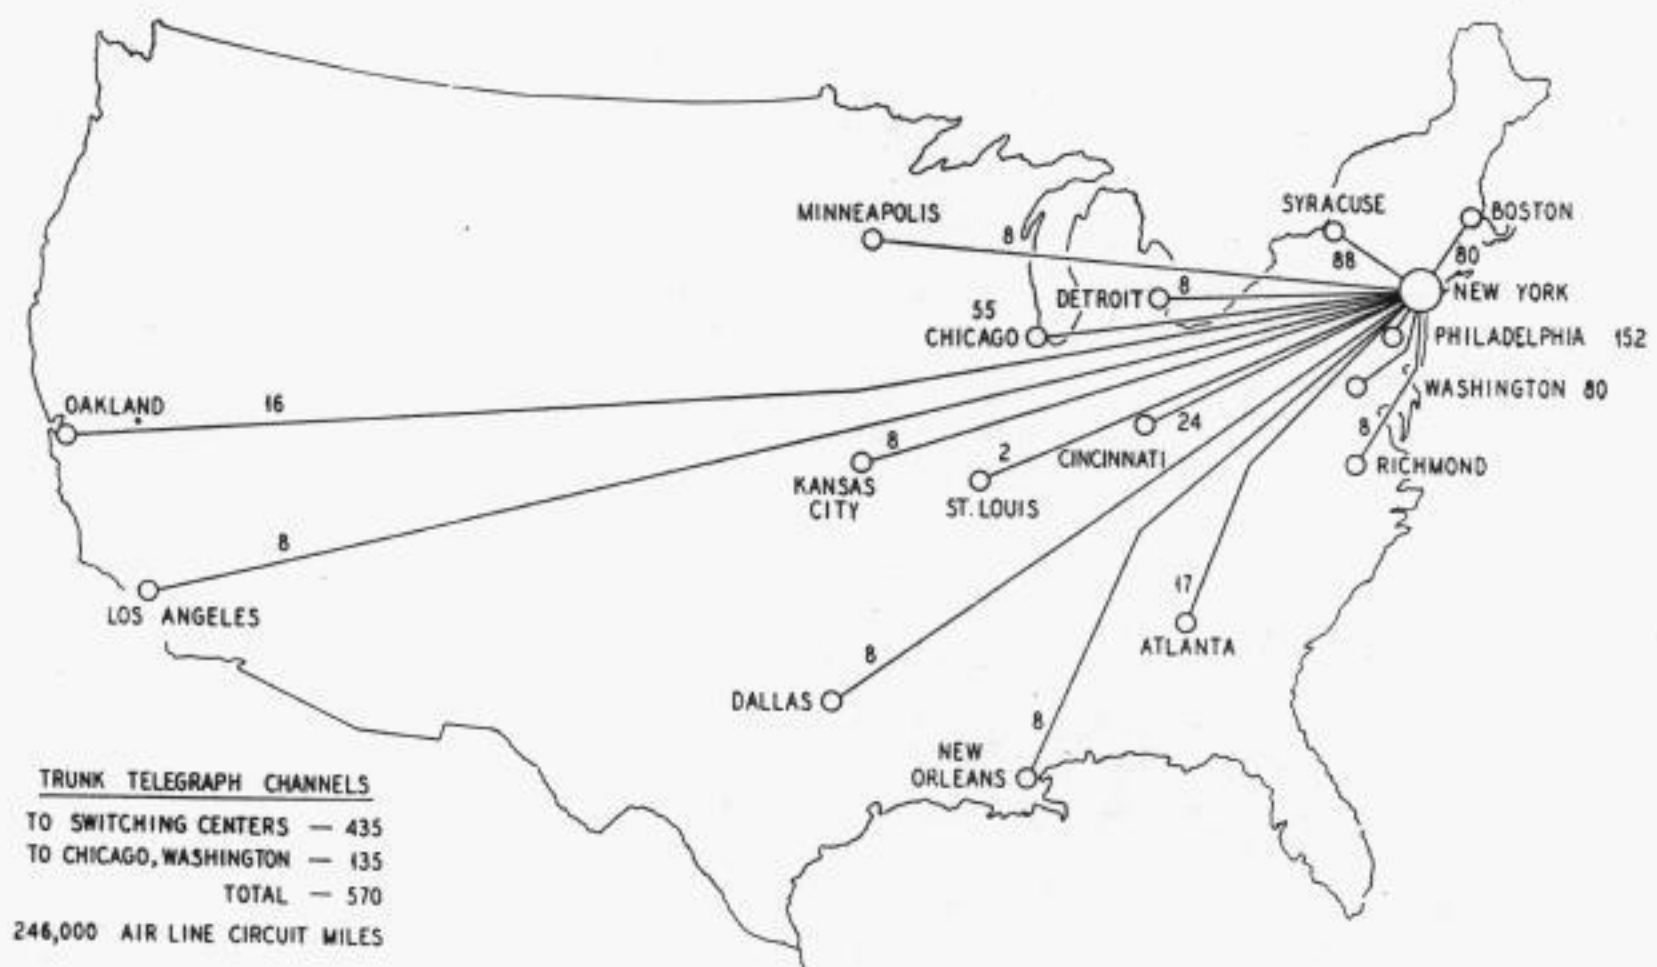 MINNEAPOLIS
8
SYRACUSE
88
BOSTON
80
NEW YORK
DETROIT
8
55
CHICAGO
PHILADELPHIA 152
WASHINGTON 80
OAKLAND
16
8
RICHMOND
24
CINCINNATI
8
KANSAS
CITY
2
ST. LOUIS
8
LOS ANGELES
17
ATLANTA
8
DALLAS
8
NEW
ORLEANS
TRUNK TELEGRAPH CHANNELS
TO SWITCHING CENTERS — 435
TO CHICAGO, WASHINGTON — 135
TOTAL — 570
246,000 AIR LINE CIRCUIT MILES